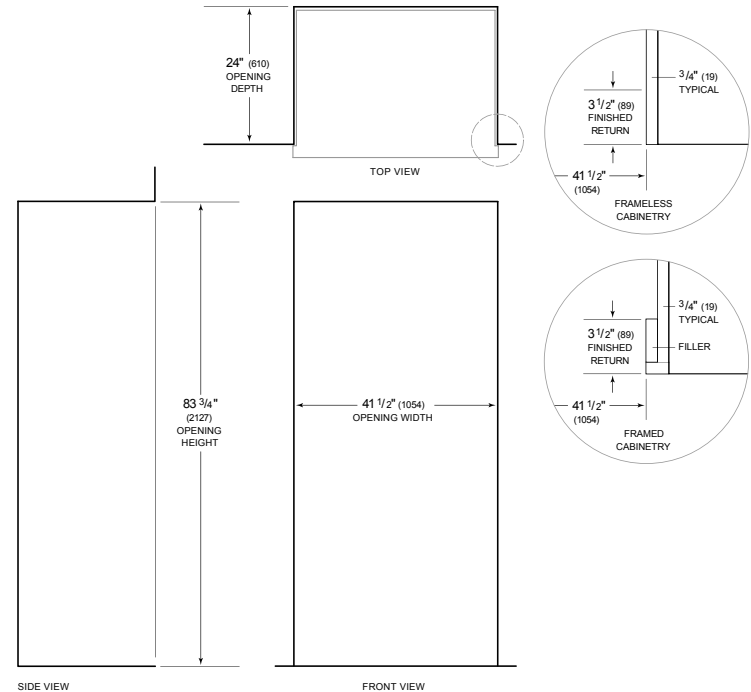 24" (610)
OPENING
DEPTH
TOP VIEW
3/4" (19)
TYPICAL
3 1/2" (89)
FINISHED
RETURN
41 1/2"
(1054)
FRAMELESS
CABINETRY
3/4" (19)
TYPICAL
3 1/2" (89)
FINISHED
RETURN
FILLER
41 1/2"
(1054)
FRAMED
CABINETRY
83 3/4"
(2127)
OPENING
HEIGHT
41 1/2" (1054)
OPENING WIDTH
SIDE VIEW
FRONT VIEW